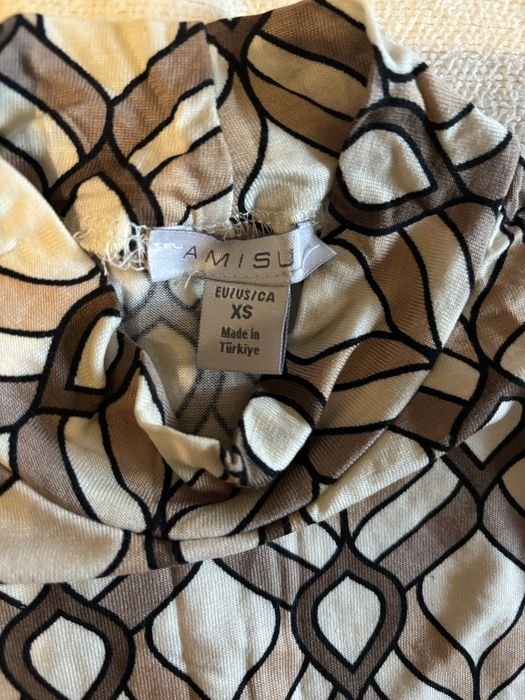 AMISU
EU/US/CA
XS
Made in
Türkiye